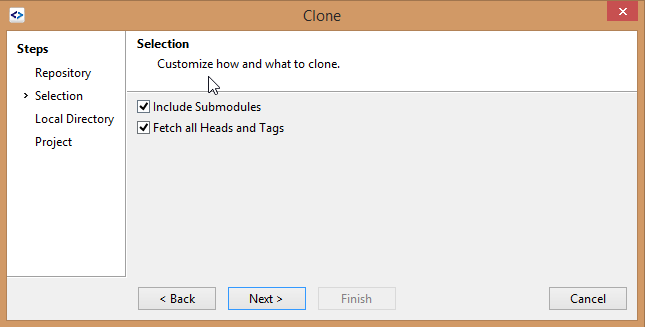 Clone
Steps
Repository
Selection
Local Directory
Project
Selection
Customize how and what to clone.
Include Submodules
Fetch all Heads and Tags
< Back
Next >
Finish
Cancel